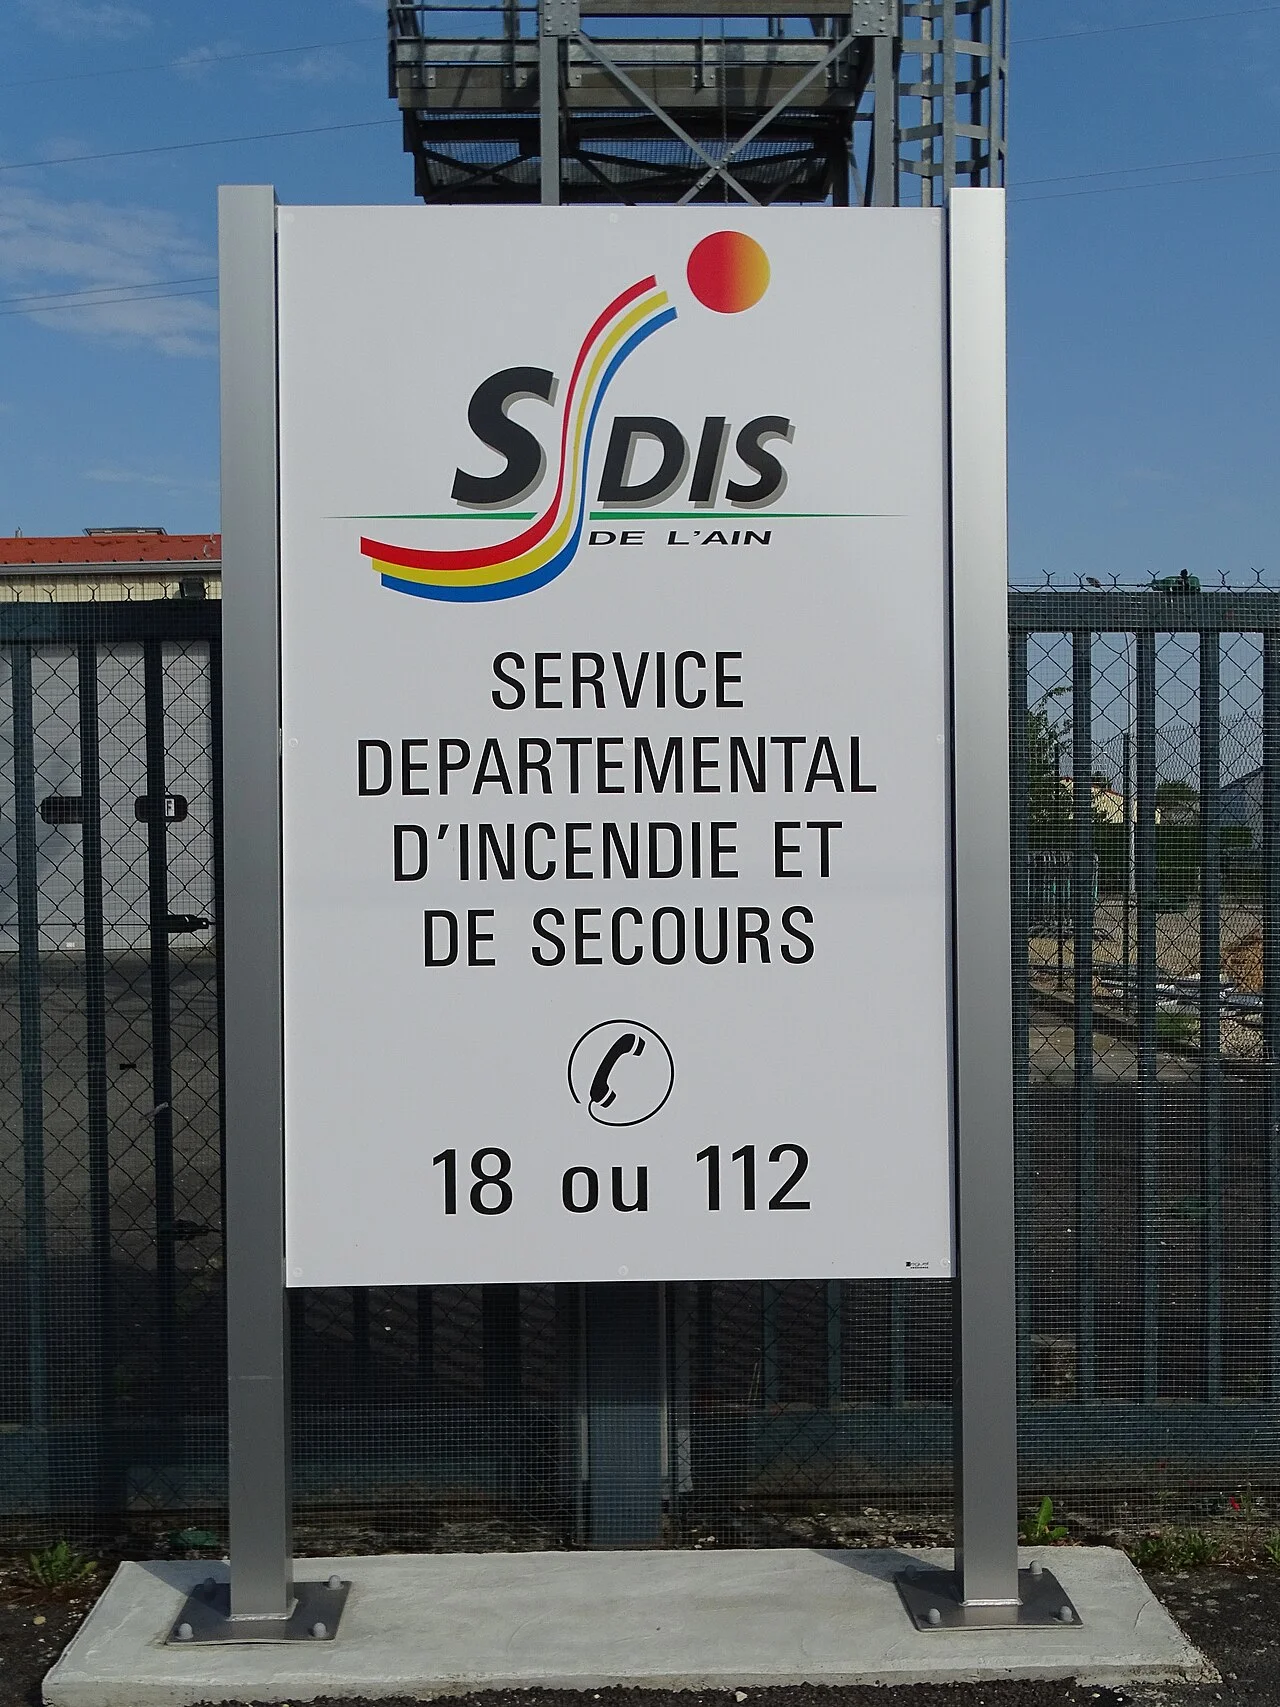 SDIS
DE L'AIN
SERVICE
DEPARTEMENTAL
D'INCENDIE ET
DE SECOURS
18 ou 112
F